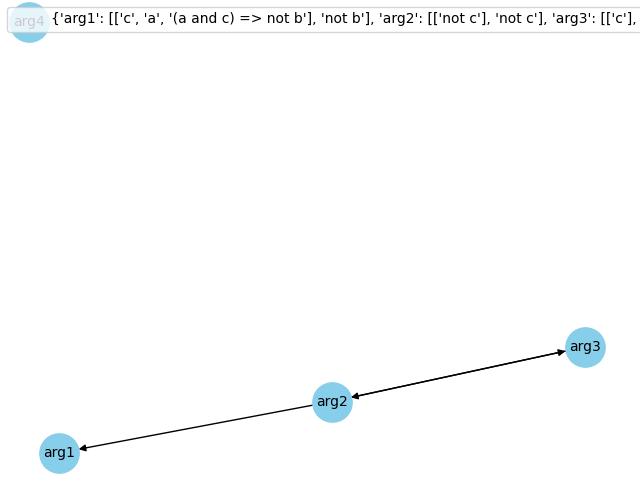 arg4 {'arg1': [['c', 'a', '(a and c) => not b'], 'not b'], 'arg2': [['not c'], 'not c'], 'arg3': [['c'],
arg3
arg2
arg1